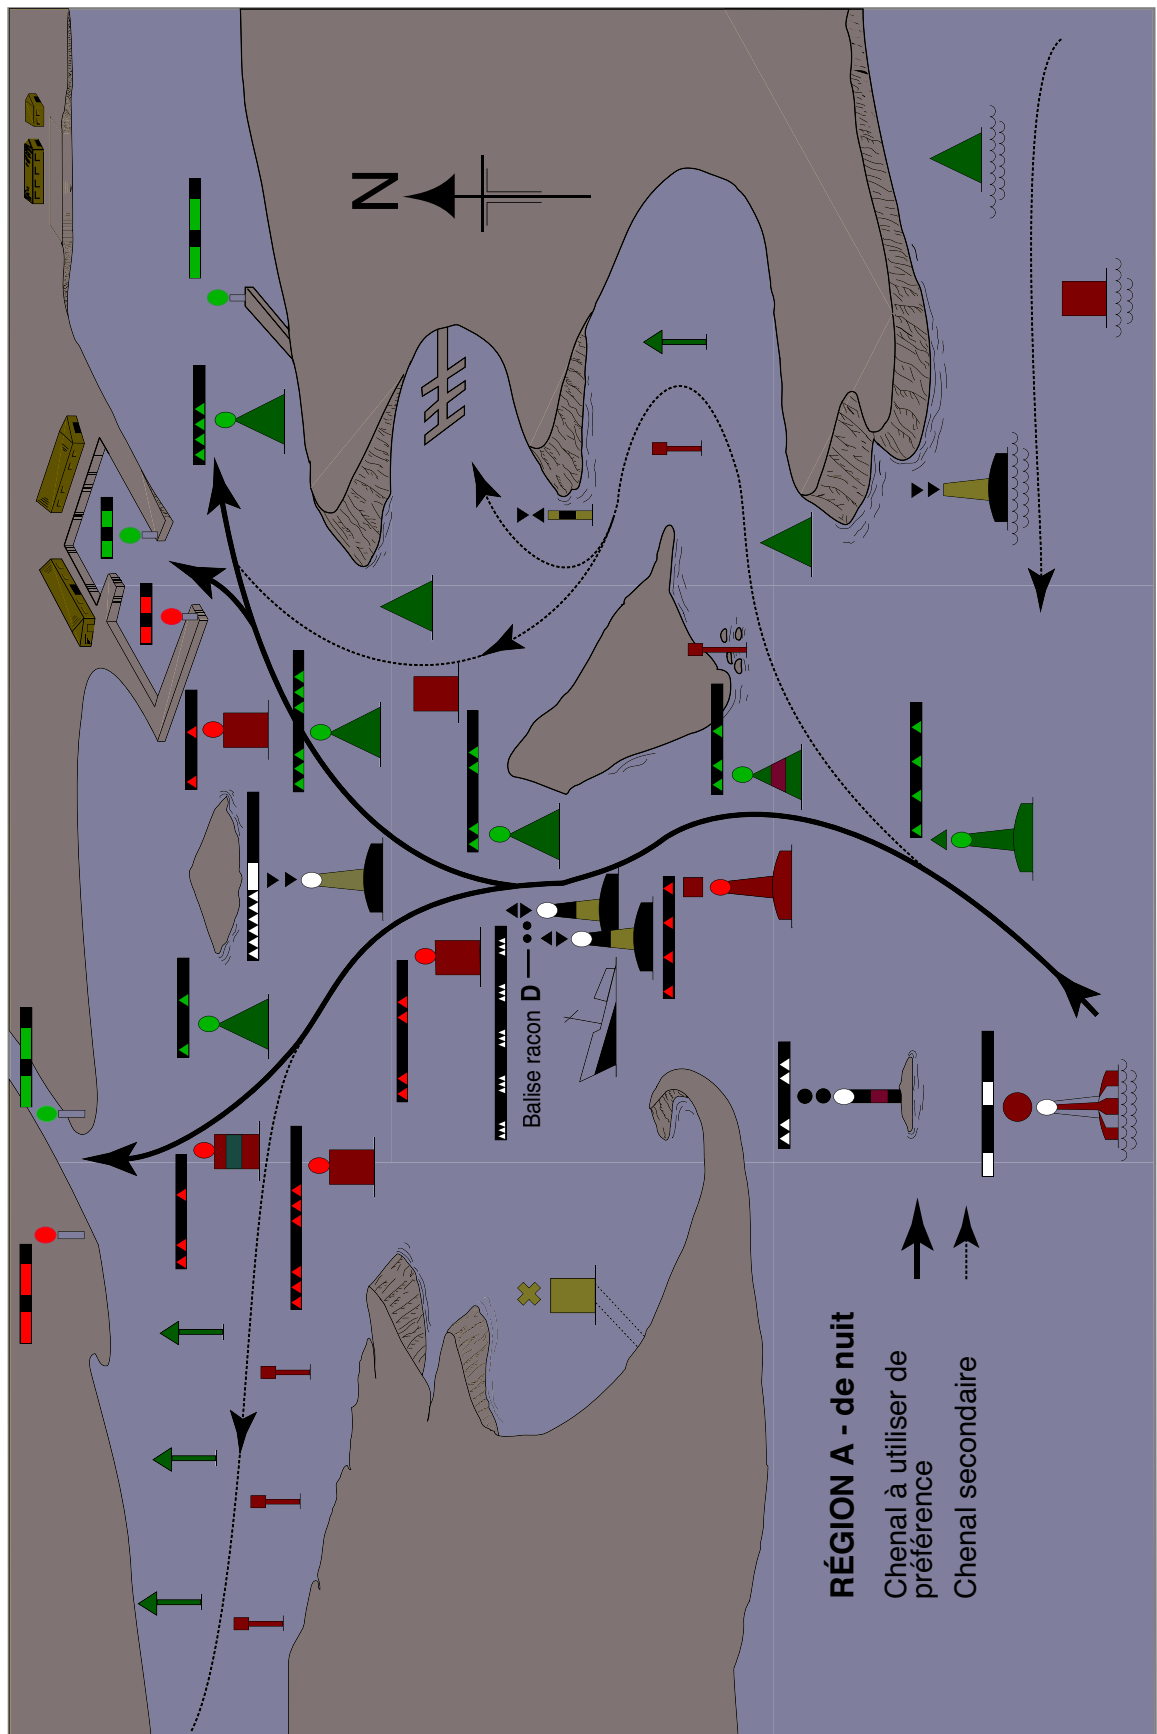 N
Balise racon D
RÉGION A - de nuit
Chenal à utiliser de
préférence
Chenal secondaire